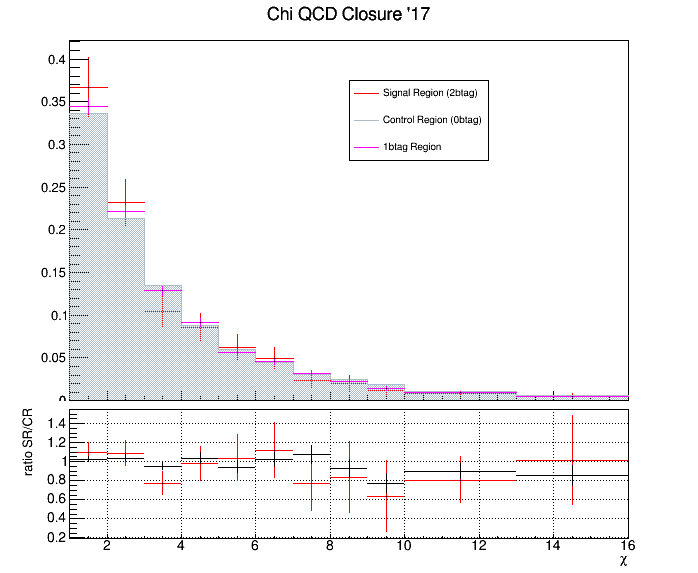 Chi QCD Closure '17
0.4
0.35
0.3
0.25
0.2
0.15
0.1
0.05
0
Signal Region (2btag)
Control Region (0btag)
1btag Region
ratio SR/CR
1.4
1.2
1
0.8
0.6
0.4
0.2
2 4 6 8 10 12 14 16
χ